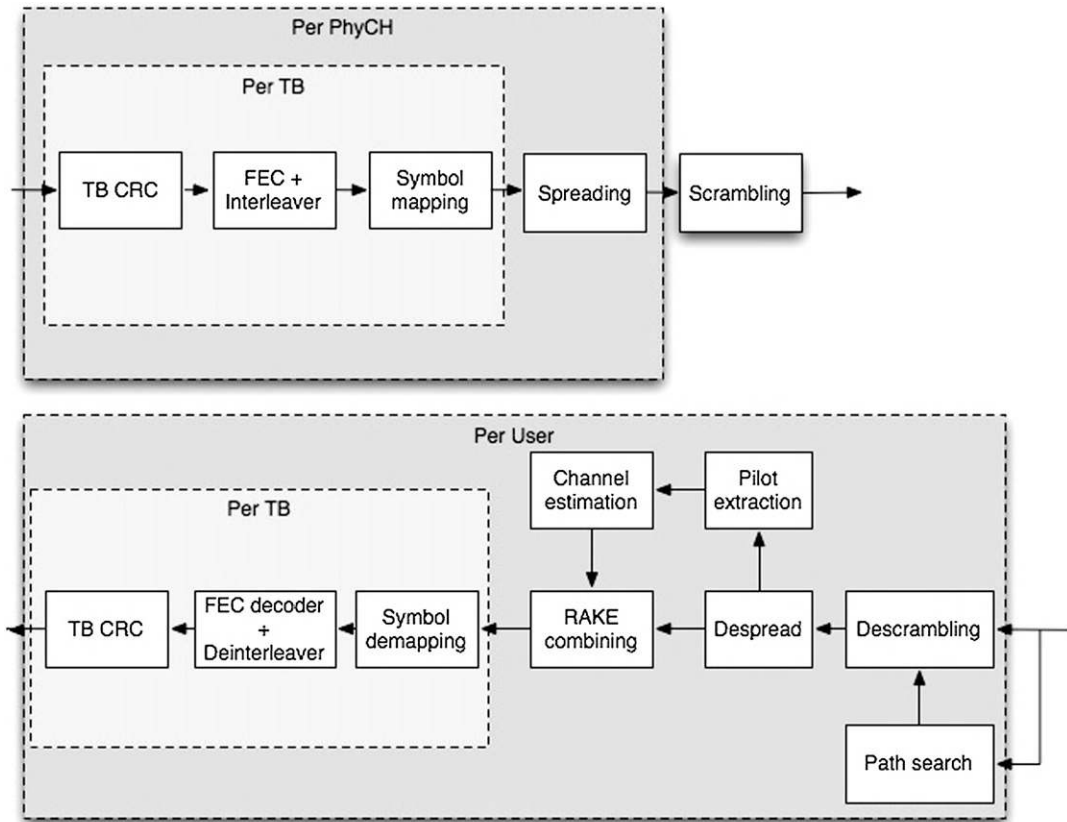 Per PhyCH
Per TB
TB CRC
FEC +
Interleaver
Symbol
mapping
Spreading
Scrambling
Per User
Per TB
Channel
estimation
Pilot
extraction
TB CRC
FEC decoder
+
Deinterleaver
Symbol
demapping
RAKE
combining
Despread
Descrambling
Path search